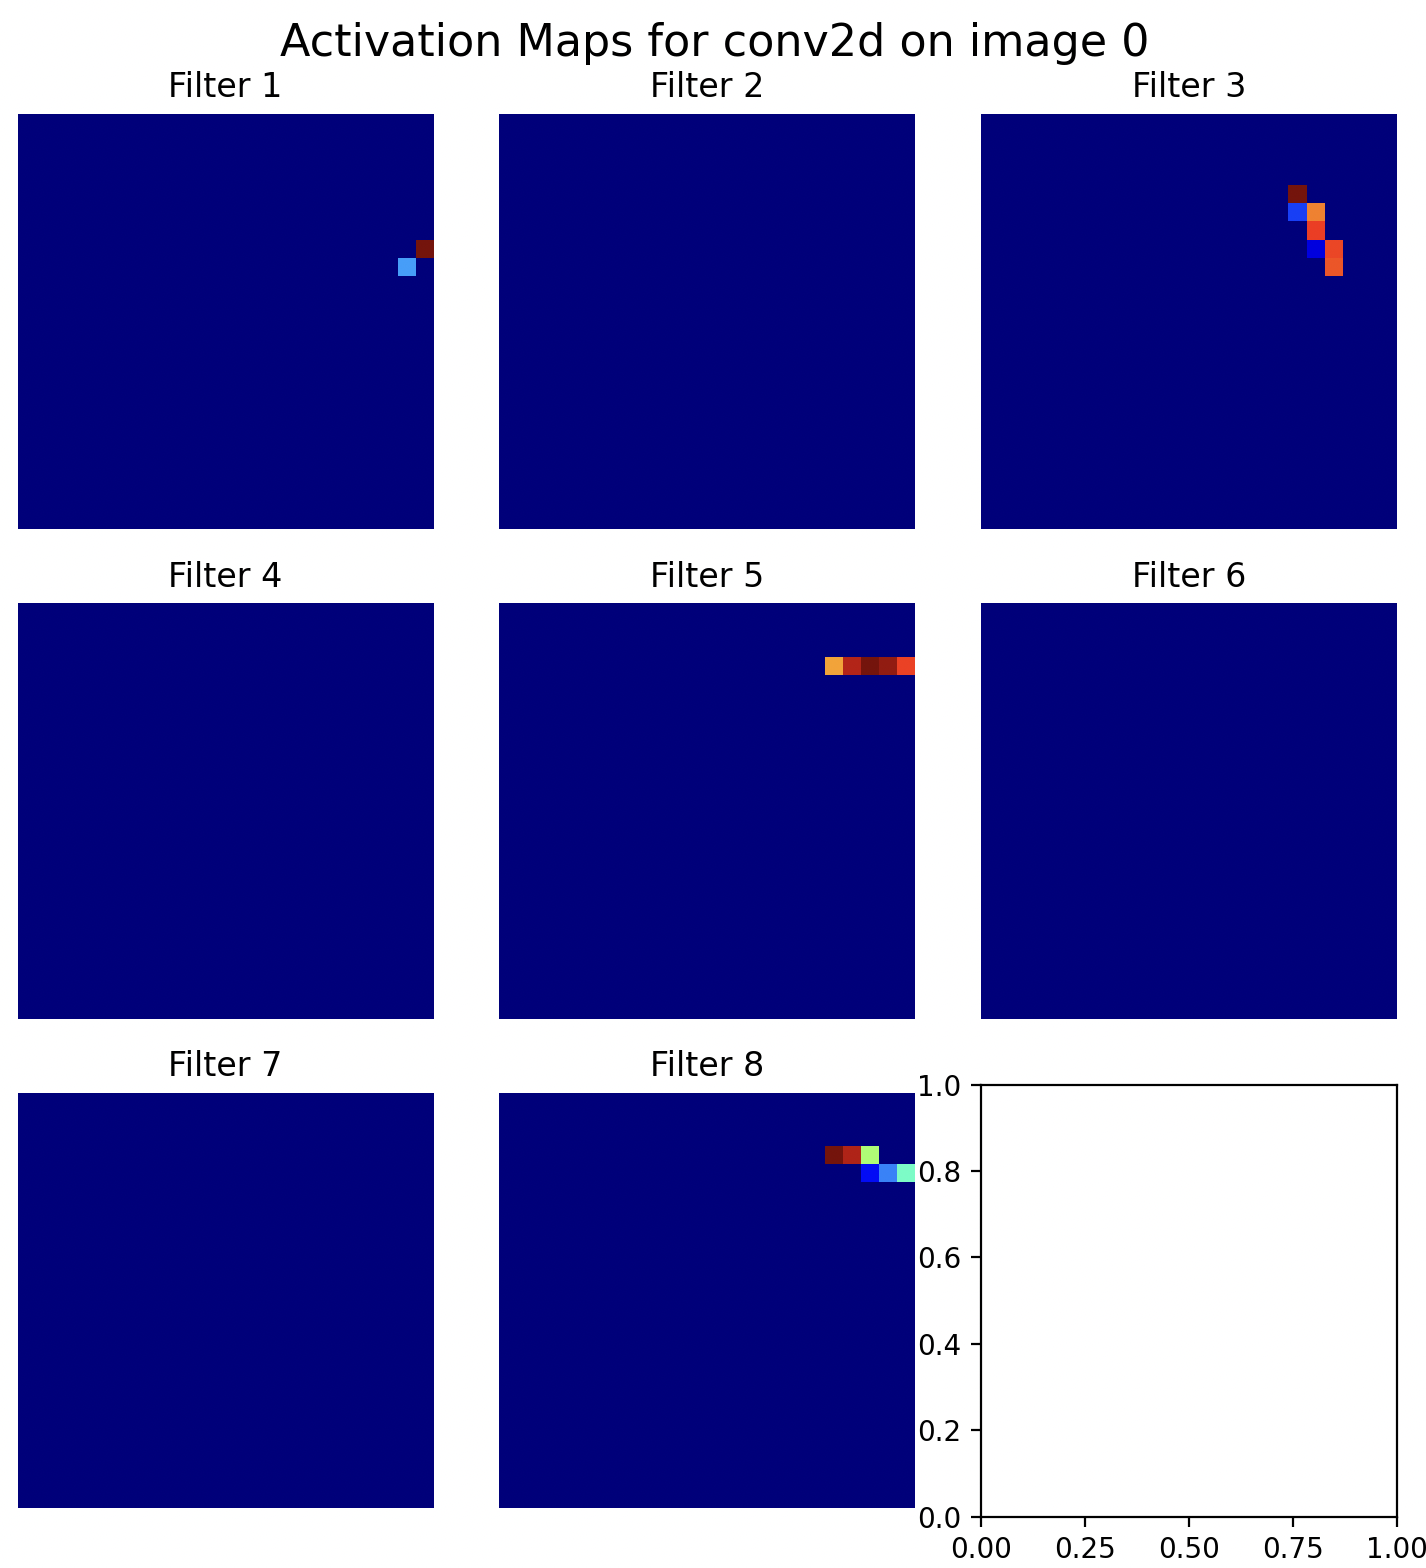 Activation Maps for conv2d on image 0
Filter 1
Filter 2
Filter 3
Filter 4
Filter 5
Filter 6
Filter 7
Filter 8
1.0
0.8
0.6
0.4
0.2
0.0
0.00 0.25 0.50 0.75 1.00